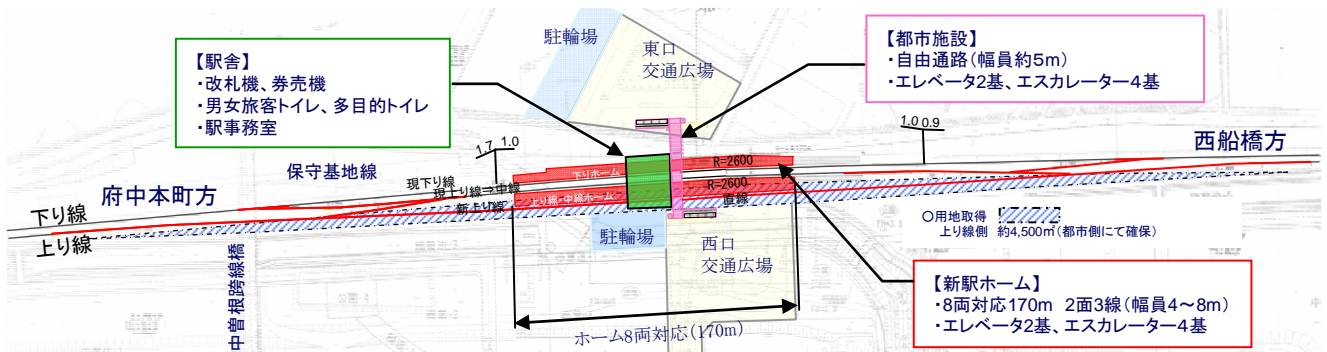 【駅舎】
・改札機、券売機
・男女旅客トイレ、多目的トイレ
・駅事務室
駐輪場
東口
交通広場
【都市施設】
・自由通路(幅員約5m)
・エレベータ2基、エスカレーター4基
1.7 1.0
1.0 0.9
西船橋方
保守基地線
現下り線
現上り線⇒中線
新上り線
府中本町方
下り線
上り線
下りホーム
上り線・中線ホーム
R=2600
R=2600
直線
○用地取得
上り線側 約4,500㎡(都市側にて確保)
駐輪場
西口
交通広場
中曽根跨線橋
ホーム8両対応(170m)
【新駅ホーム】
・8両対応170m 2面3線(幅員4～8m)
・エレベータ2基、エスカレーター4基